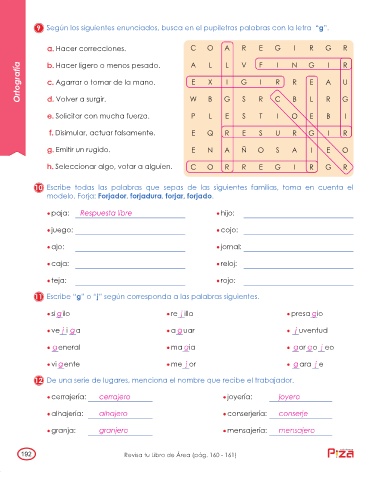 Ortografía
9 Según los siguientes enunciados, busca en el pupiletras palabras con la letra “g”.
a. Hacer correcciones.
b. Hacer ligero o menos pesado.
c. Agarrar o tomar de la mano.
d. Volver a surgir.
e. Solicitar con mucha fuerza.
f. Disimular, actuar falsamente.
g. Emitir un rugido.
h. Seleccionar algo, votar a alguien.
C O A R E G I R G R
A L L V F I N G I R
E X I G I R R E A U
W B G S R C B L R G
P L E S T I O E B I
E Q R E S U R G I R
E N A Ñ O S A I E O
C O R R E G I R G R
10 Escribe todas las palabras que sepas de las siguientes familias, toma en cuenta el
modelo. Forja: Forjador, forjadura, forjar, forjado.
• paja: Respuesta libre
• hijo:
• juego:
• cojo:
• ajo:
• jornal:
• caja:
• reloj:
• teja:
• rojo:
11 Escribe “g” o “j” según corresponda a las palabras siguientes.
• si g ilo
• re j illa
• presa g io
• ve j i g a
• a g uar
• j uventud
• g eneral
• ma g ia
• g or g o j eo
• vi g ente
• me j or
• g ara j e
12 De una serie de lugares, menciona el nombre que recibe el trabajador.
• cerrajería: cerrajero
• joyería: joyero
• alhajería: alhajero
• conserjería: conserje
• granja: granjero
• mensajería: mensajero
192
Revisa tu Libro de Área (pág. 160 - 161)